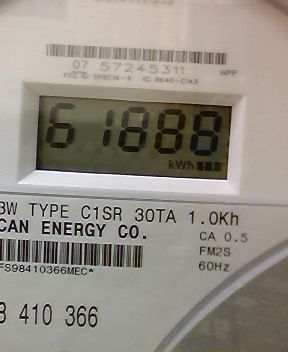 07 57245311
61888
kWh
3W TYPE C1SR 30TA 1.0Kh
CAN ENERGY CO.
CA 0.5
FM2S
60Hz
FS98410366MEC*
8 410 366